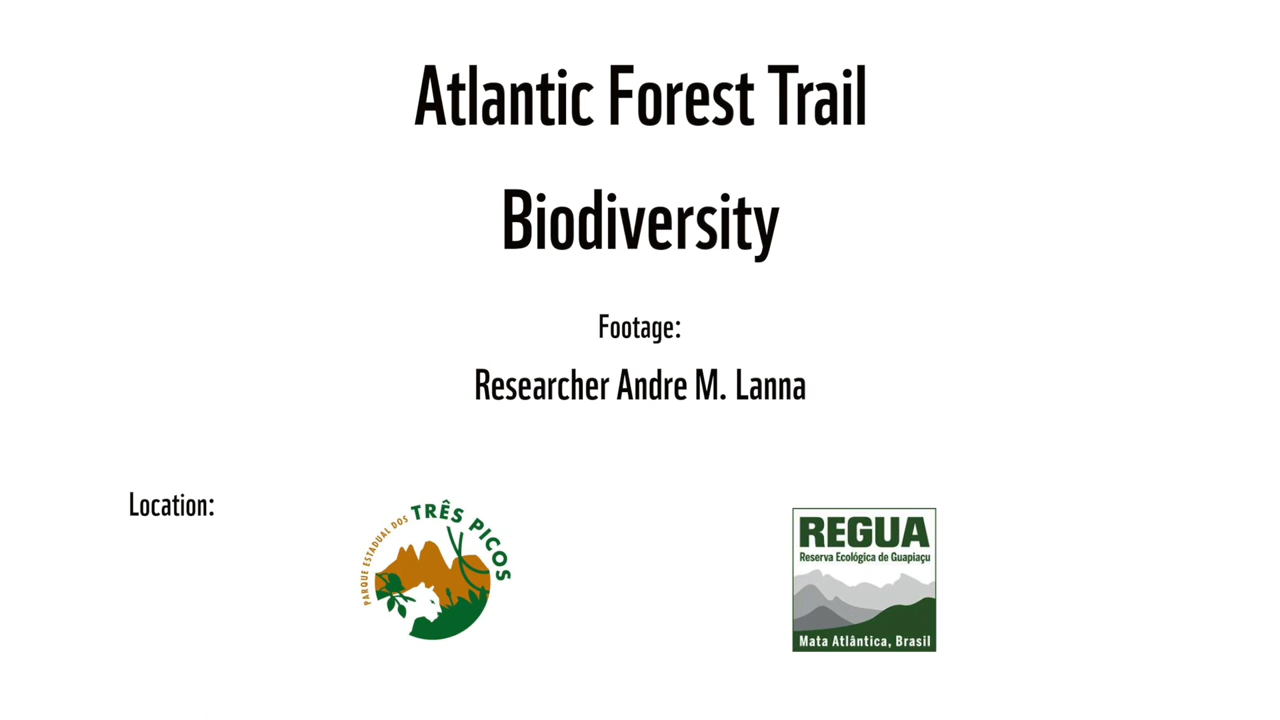 Atlantic Forest Trail
Biodiversity
Footage:
Researcher Andre M. Lanna
Location:
PARQUE ESTADUAL DOS TRÊS PICOS
REGUA
Reserva Ecológica de Guapiaçu
Mata Atlântica, Brasil